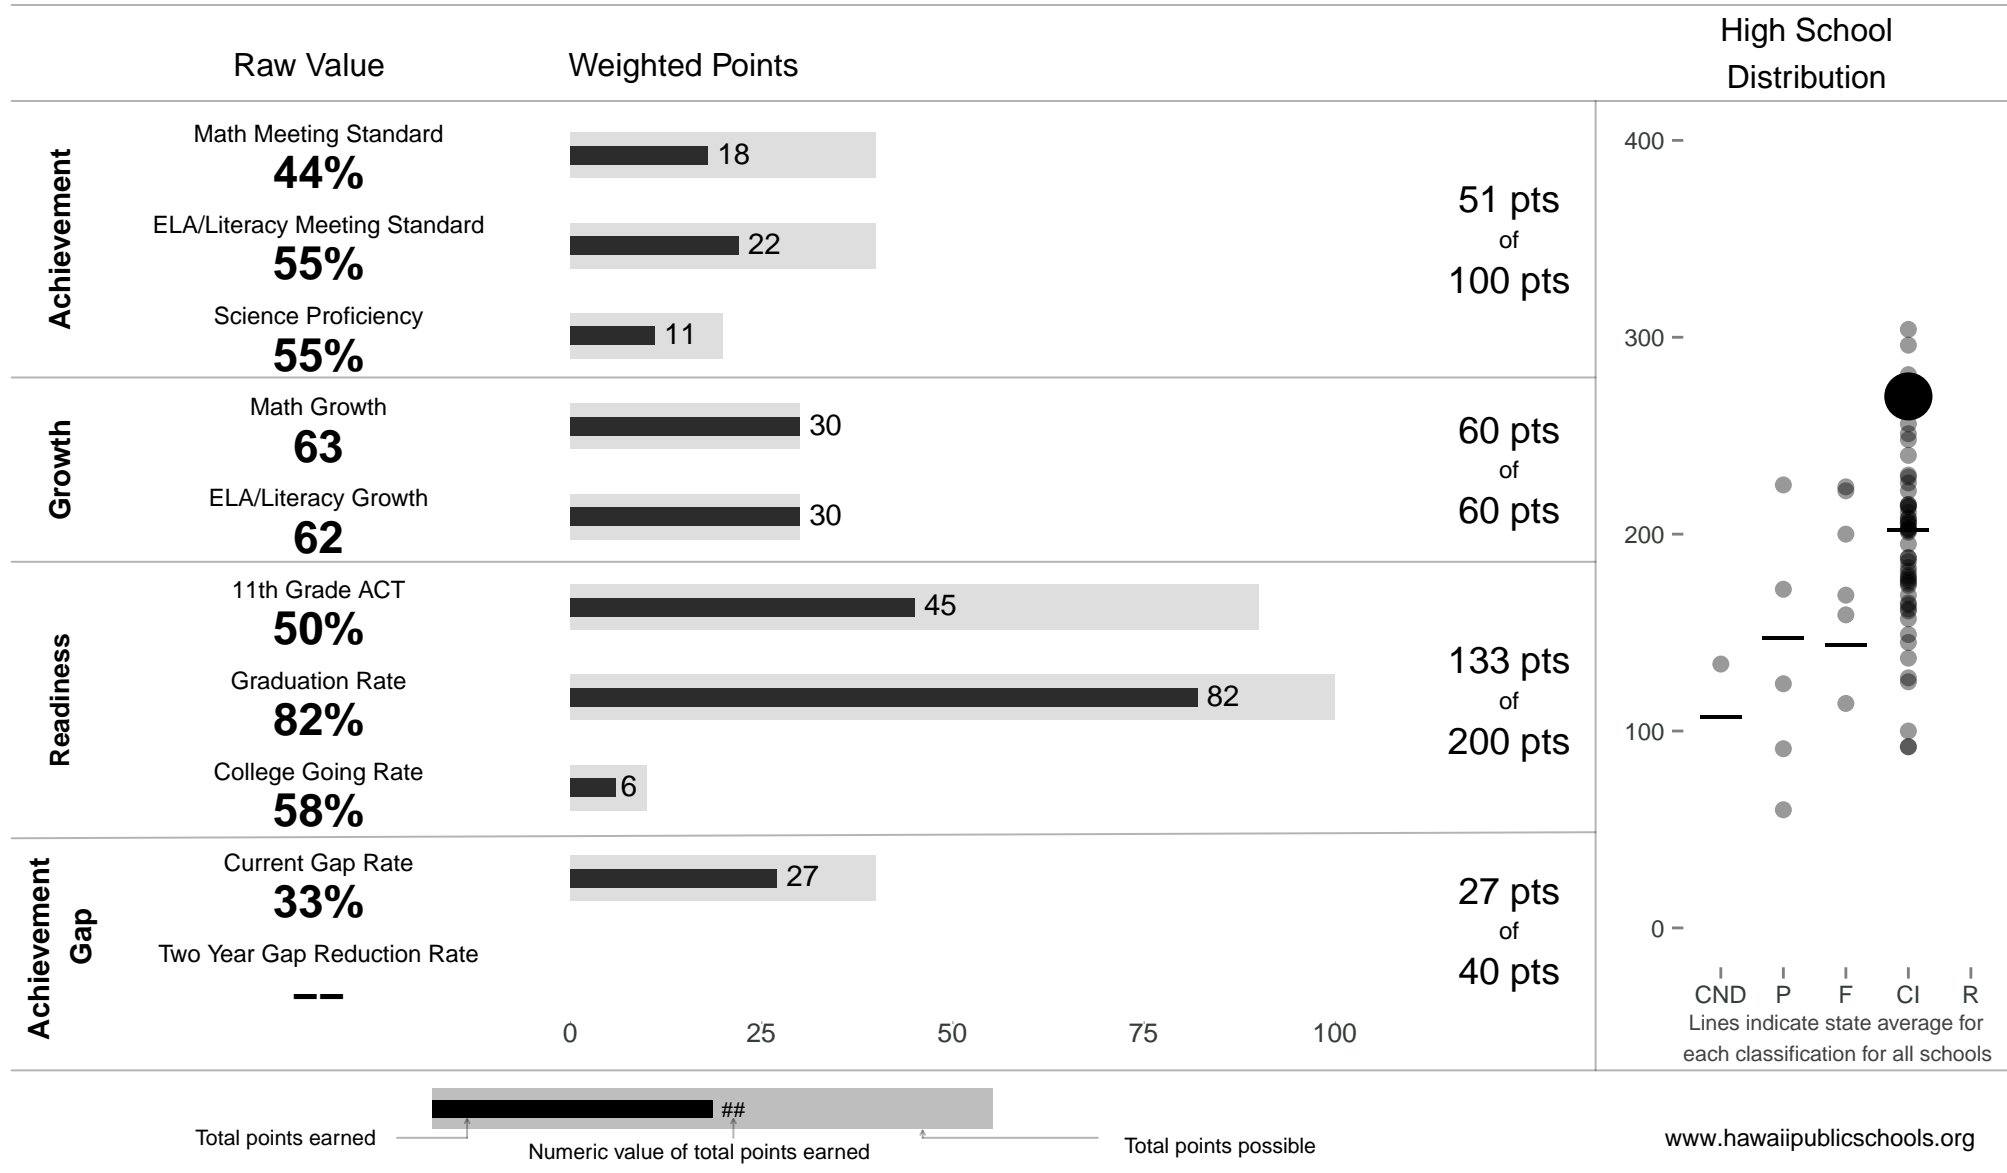 Raw Value
Weighted Points
High School
Distribution
Achievement
Math Meeting Standard
44%
18
ELA/Literacy Meeting Standard
55%
22
Science Proficiency
55%
11
51 pts
of
100 pts
Growth
Math Growth
63
30
ELA/Literacy Growth
62
30
60 pts
of
60 pts
Readiness
11th Grade ACT
50%
45
Graduation Rate
82%
82
College Going Rate
58%
6
133 pts
of
200 pts
Achievement
Gap
Current Gap Rate
33%
27
Two Year Gap Reduction Rate
––
27 pts
of
40 pts
0 25 50 75 100
400
300
200
100
0
CND P F CI R
Lines indicate state average for
each classification for all schools
##
Total points earned
Numeric value of total points earned
Total points possible
www.hawaiipublicschools.org